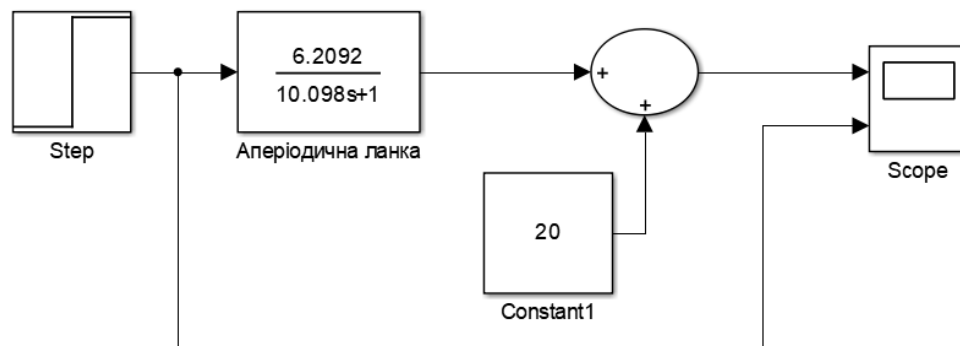 6.2092
10.098s+1
+
+
Step
Аперіодична ланка
Scope
20
Constant1